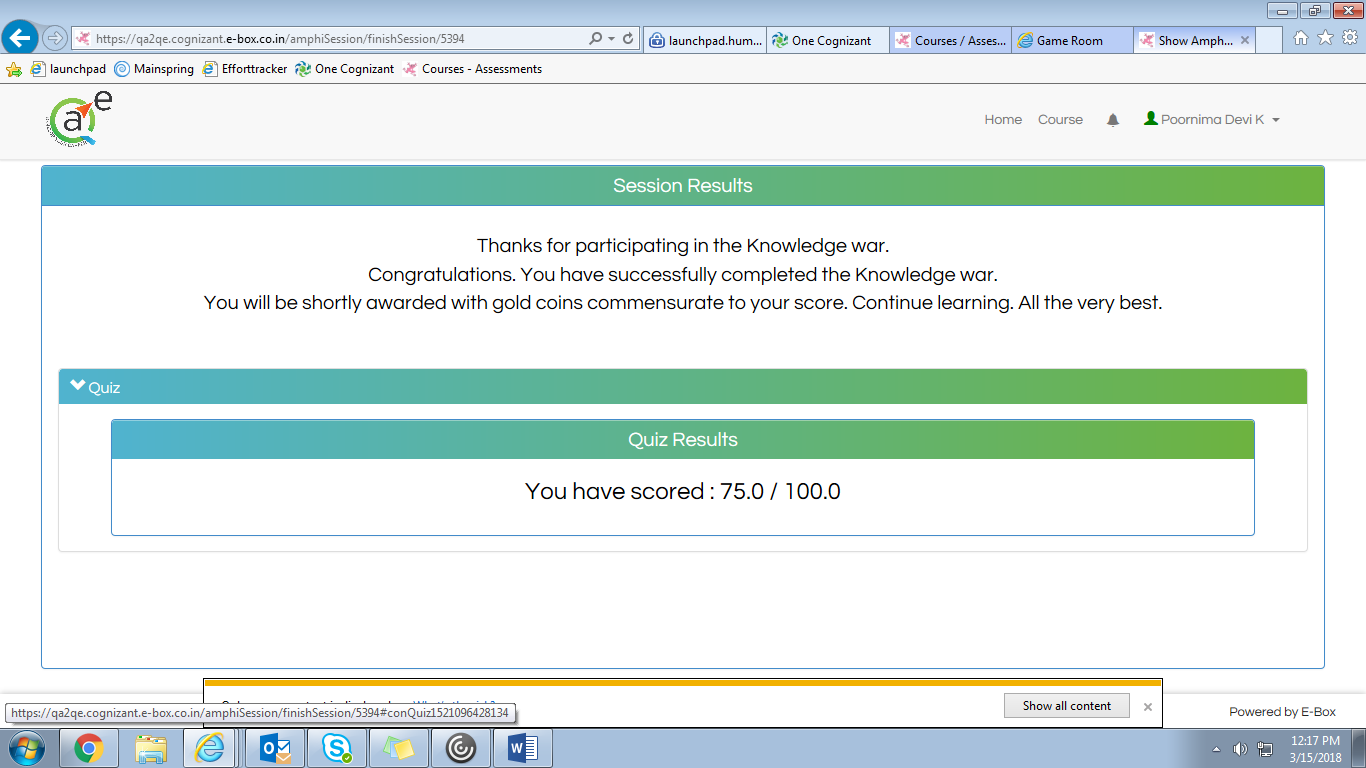 https://qa2qe.cognizant.e-box.co.in/amphiSession/finishSession/5394
launchpad.hum...
One Cognizant
Courses / Asses...
Game Room
Show Amph...
launchpad
Mainspring
Efforttracker
One Cognizant
Courses - Assessments
a e
Home
Course
Poornima Devi K
Session Results
Thanks for participating in the Knowledge war.
Congratulations. You have successfully completed the Knowledge war.
You will be shortly awarded with gold coins commensurate to your score. Continue learning. All the very best.
Quiz
Quiz Results
You have scored : 75.0 / 100.0
Show all content
https://qa2qe.cognizant.e-box.co.in/amphiSession/finishSession/5394#conQuiz1521096428134
Powered by E-Box
12:17 PM
3/15/2018